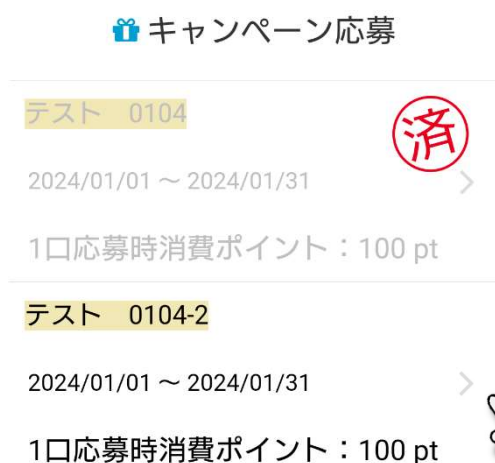 キャンペーン応募
テスト　0104
済
2024/01/01 ～ 2024/01/31
1口応募時消費ポイント：100 pt
テスト　0104-2
2024/01/01 ～ 2024/01/31
1口応募時消費ポイント：100 pt